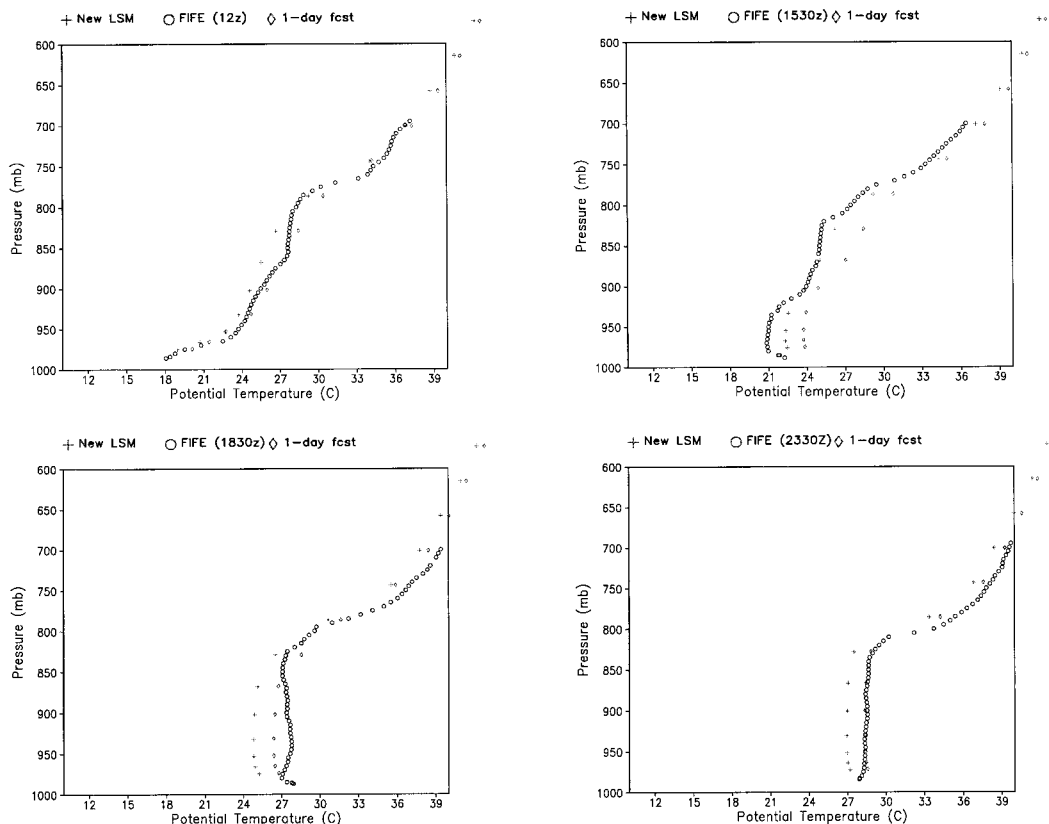 + New LSM ○ FIFE (12z) ◊ 1-day fcst
600
650
700
750
800
850
900
950
1000
Pressure (mb)
12 15 18 21 24 27 30 33 36 39
Potential Temperature (C)
+ New LSM ○ FIFE (1530z) ◊ 1-day fcst
600
650
700
750
800
850
900
950
1000
Pressure (mb)
12 15 18 21 24 27 30 33 36 39
Potential Temperature (C)
+ New LSM ○ FIFE (1830z) ◊ 1-day fcst
600
650
700
750
800
850
900
950
1000
Pressure (mb)
12 15 18 21 24 27 30 33 36 39
Potential Temperature (C)
+ New LSM ○ FIFE (2330Z) ◊ 1-day fcst
600
650
700
750
800
850
900
950
1000
Pressure (mb)
12 15 18 21 24 27 30 33 36 39
Potential Temperature (C)